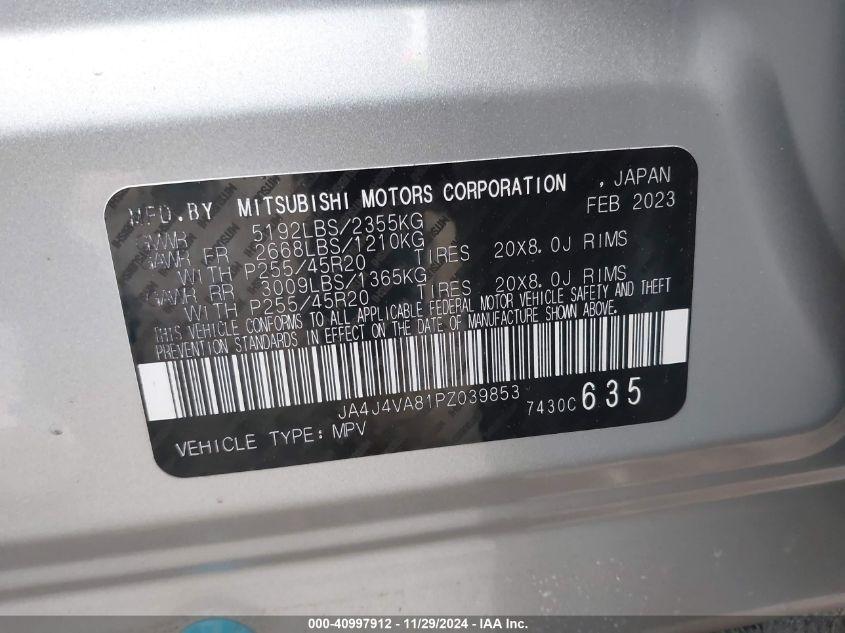 MFD.BY MITSUBISHI MOTORS CORPORATION , JAPAN
FEB 2023
GVWR 5192LBS/2355KG
GAWR FR 2668LBS/1210KG
WITH P255/45R20 TIRES 20X8.0J RIMS
GAWR RR 3009LBS/1365KG
WITH P255/45R20 TIRES 20X8.0J RIMS
THIS VEHICLE CONFORMS TO ALL APPLICABLE FEDERAL MOTOR VEHICLE SAFETY AND THEFT
PREVENTION STANDARDS IN EFFECT ON THE DATE OF MANUFACTURE SHOWN ABOVE.
JA4J4VA81PZ039853
7430C 635
VEHICLE TYPE: MPV
000-40997912 - 11/29/2024 - IAA Inc.